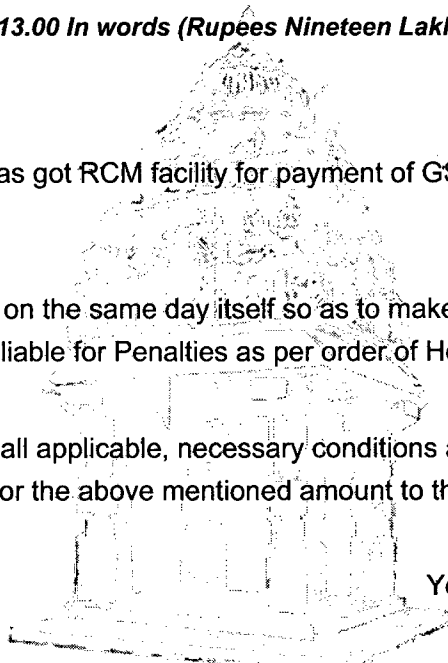 13.00 In words (Rupees Nineteen Lakh
as got RCM facility for payment of GS
on the same day itself so as to make
liable for Penalties as per order of H
all applicable, necessary conditions a
or the above mentioned amount to th
Yo